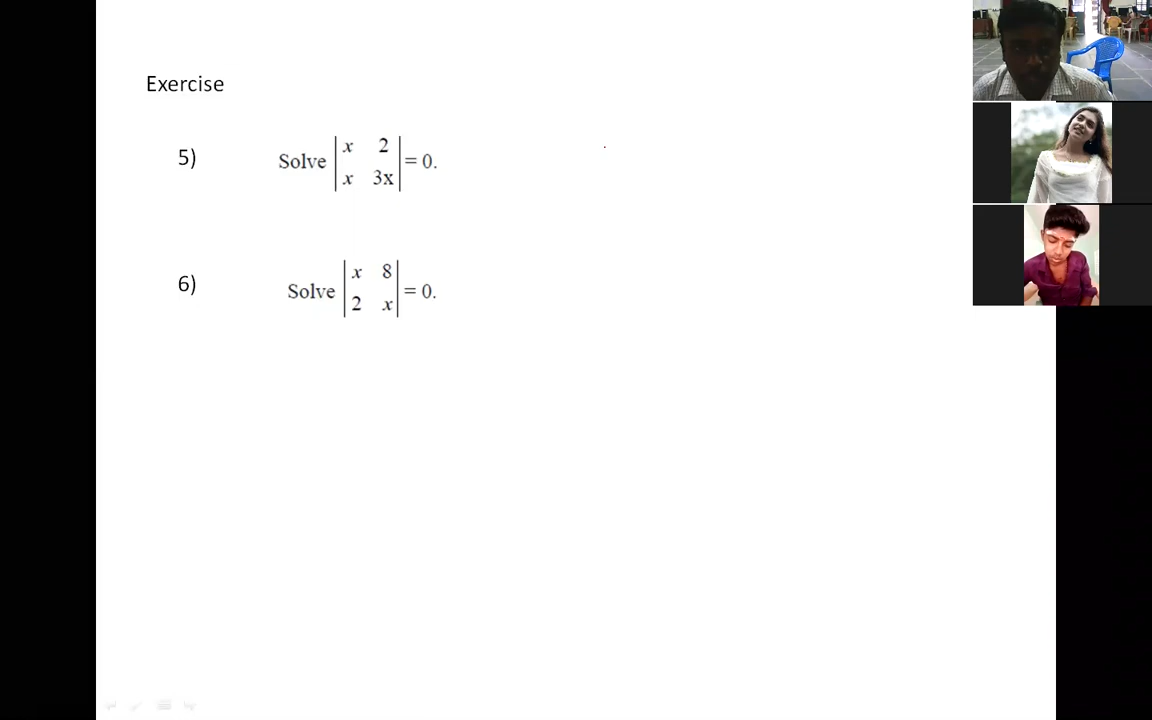 Exercise
5) Solve | x 2 | = 0.
| x 3x |
6) Solve | x 8 | = 0.
| 2 x |